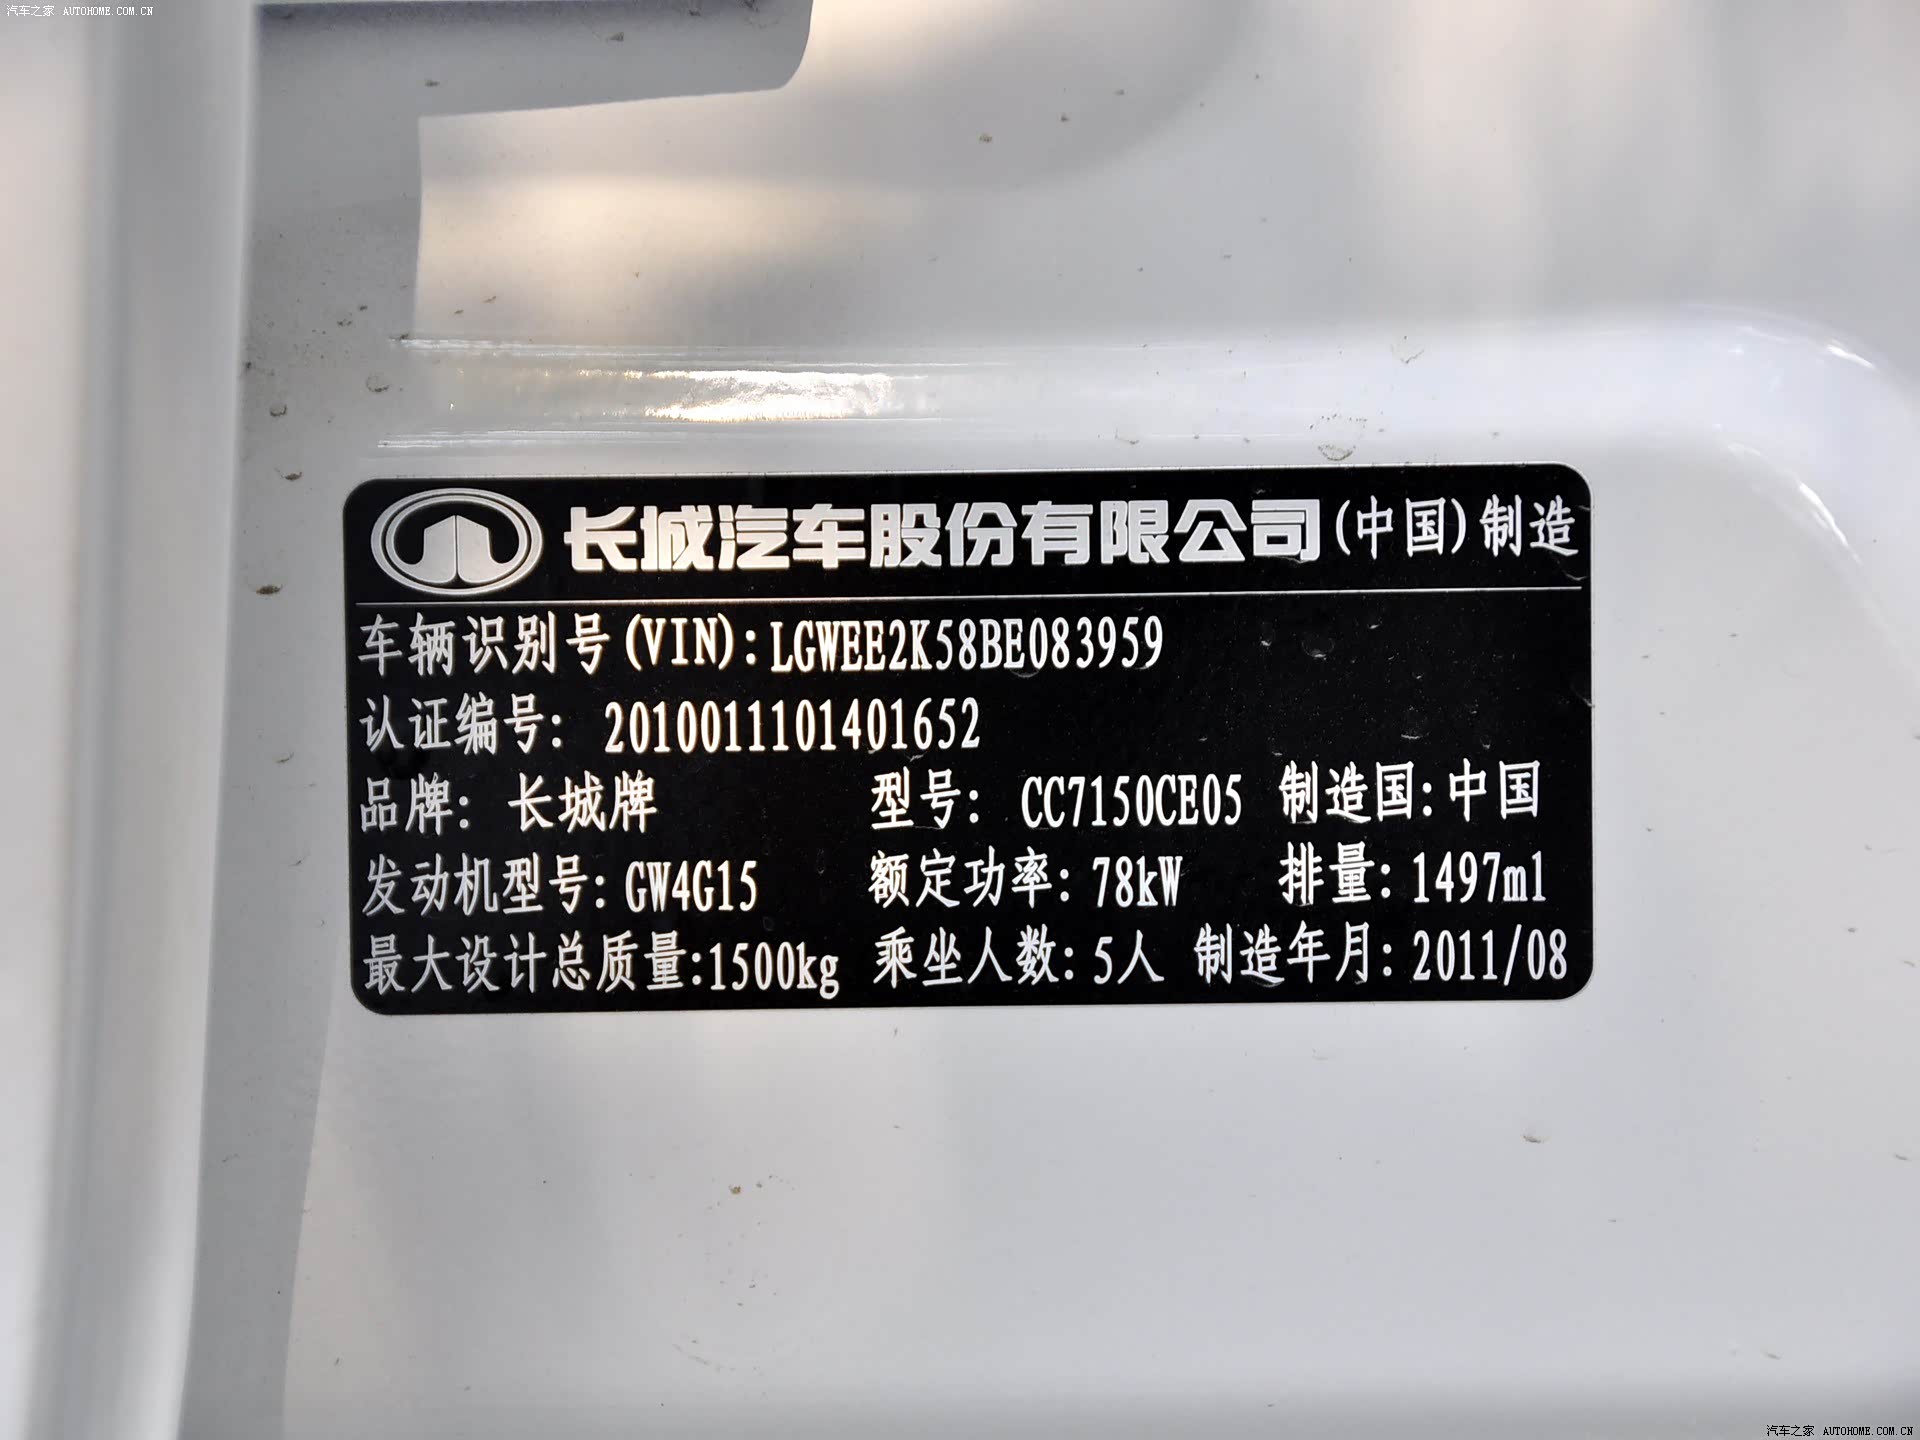 汽车之家 AUTOHOME.COM.CN
长城汽车股份有限公司(中国)制造
车辆识别号(VIN):LGWEE2K58BE083959
认证编号: 2010011101401652
品牌: 长城牌 型号: CC7150CE05 制造国:中国
发动机型号:GW4G15 额定功率:78kW 排量:1497ml
最大设计总质量:1500kg 乘坐人数:5人 制造年月:2011/08
汽车之家 AUTOHOME.COM.CN